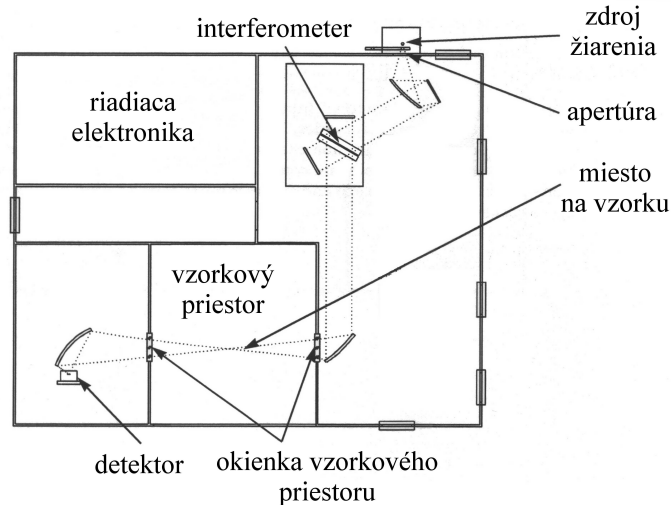 interferometer
zdroj
žiarenia
riadiaca
elektronika
apertúra
miesto
na vzorku
vzorkový
priestor
detektor
okienka vzorkového
priestoru